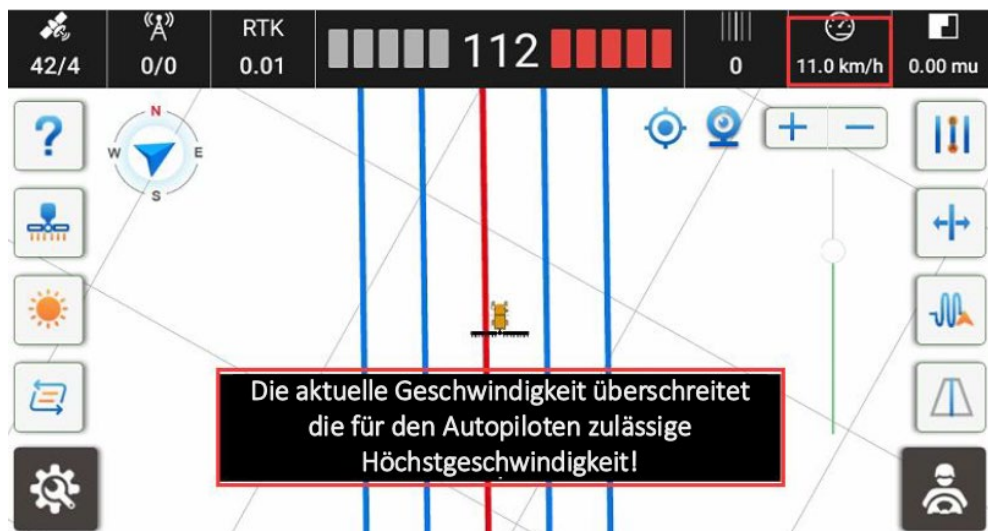 42/4
0/0
RTK
0.01
112
0
11.0 km/h
0.00 mu
?
N
W
E
S
+ −
Die aktuelle Geschwindigkeit überschreitet
die für den Autopiloten zulässige
Höchstgeschwindigkeit!